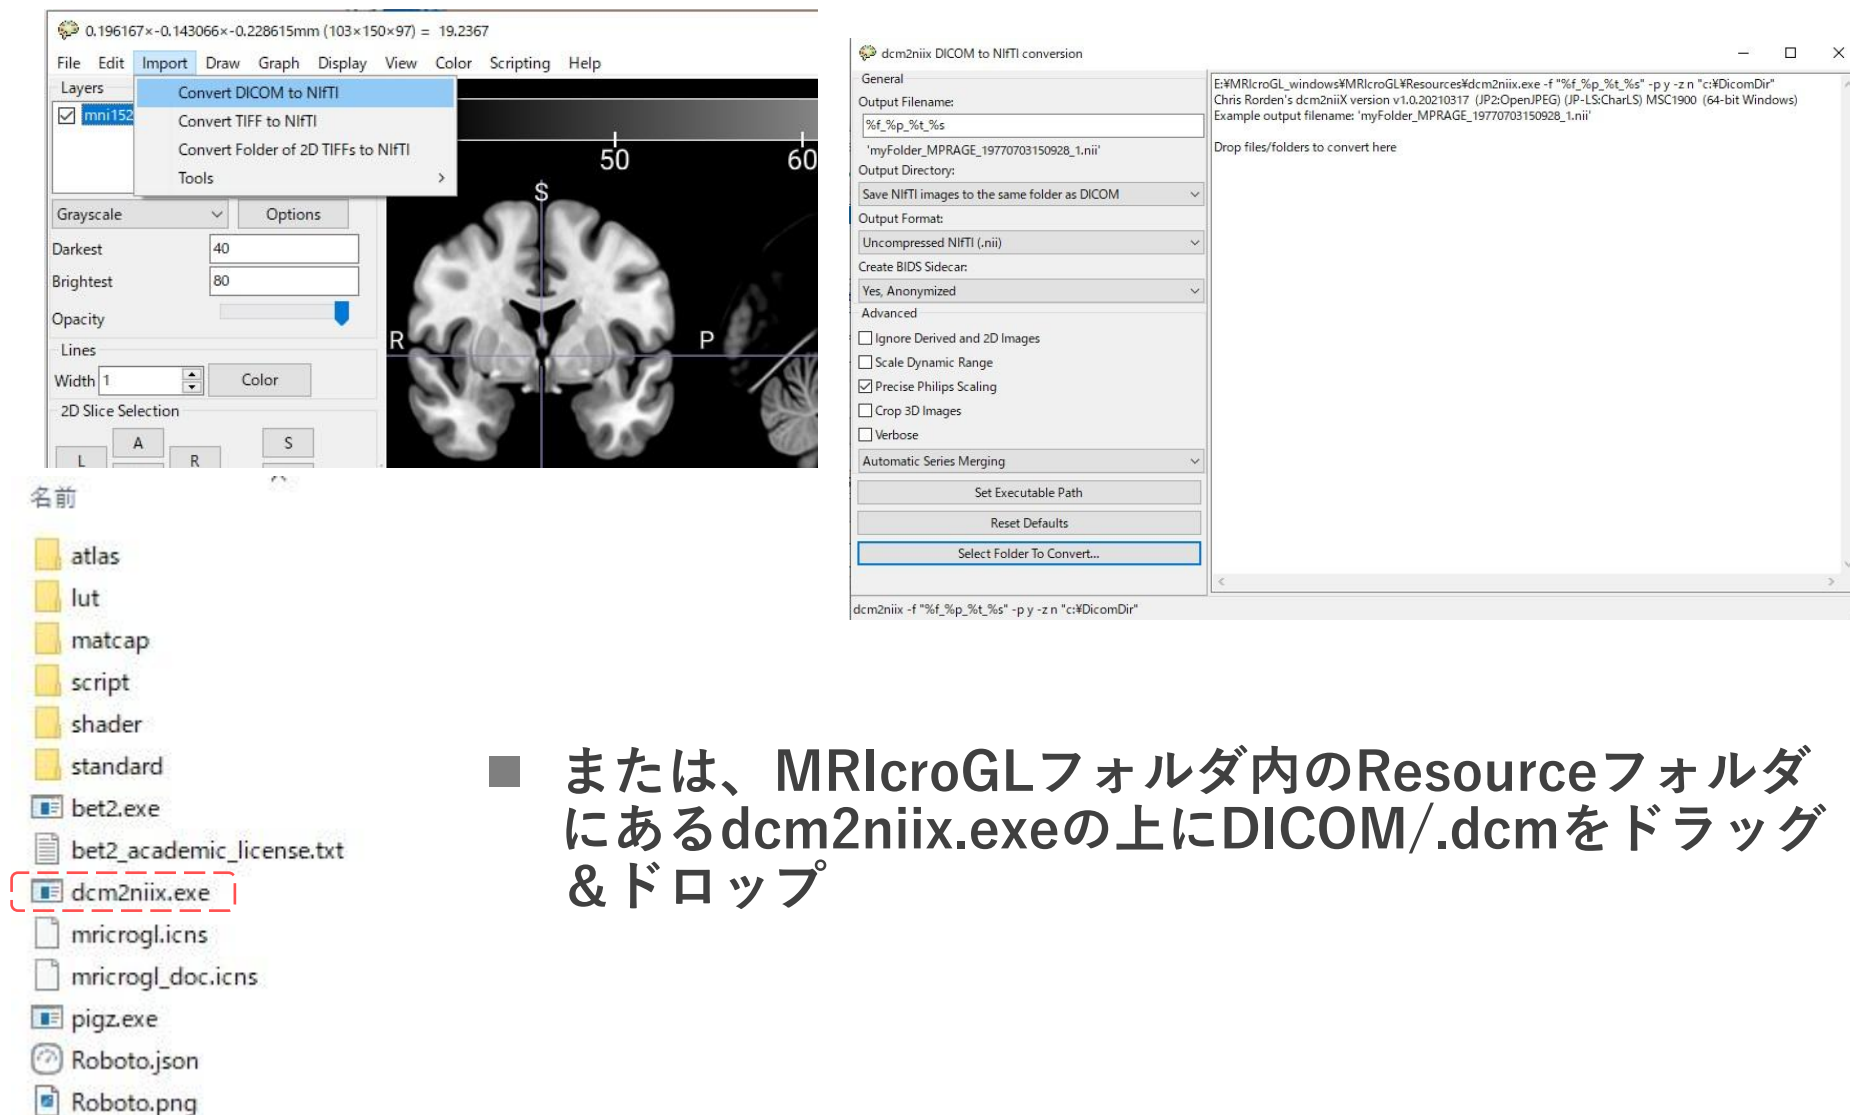 0.196167×-0.143066×-0.228615mm (103×150×97) = 19.2367
File Edit Import Draw Graph Display View Color Scripting Help
Layers
mni152
Convert DICOM to NIfTI
Convert TIFF to NIfTI
Convert Folder of 2D TIFFs to NIfTI
Tools >
Grayscale Options
Darkest 40
Brightest 80
Opacity
Lines
Width 1 Color
2D Slice Selection
A S
L R
50 60
S
R P
dcm2niix DICOM to NIfTI conversion
General
Output Filename:
%f_%p_%t_%s
'myFolder_MPRAGE_19770703150928_1.nii'
Output Directory:
Save NIfTI images to the same folder as DICOM
Output Format:
Uncompressed NIfTI (.nii)
Create BIDS Sidecar:
Yes, Anonymized
Advanced
Ignore Derived and 2D Images
Scale Dynamic Range
Precise Philips Scaling
Crop 3D Images
Verbose
Automatic Series Merging
Set Executable Path
Reset Defaults
Select Folder To Convert...
E:¥MRIcroGL_windows¥MRIcroGL¥Resources¥dcm2niix.exe -f "%f_%p_%t_%s" -p y -z n "c:¥DicomDir"
Chris Rorden's dcm2niiX version v1.0.20210317 (JP2:OpenJPEG) (JP-LS:CharLS) MSC1900 (64-bit Windows)
Example output filename: 'myFolder_MPRAGE_19770703150928_1.nii'
Drop files/folders to convert here
dcm2niix -f "%f_%p_%t_%s" -p y -z n "c:¥DicomDir"
名前
atlas
lut
matcap
script
shader
standard
bet2.exe
bet2_academic_license.txt
dcm2niix.exe
mricrogl.icns
mricrogl_doc.icns
pigz.exe
Roboto.json
Roboto.png
■ または、MRIcroGLフォルダ内のResourceフォルダ
にあるdcm2niix.exeの上にDICOM/.dcmをドラッグ
＆ドロップ